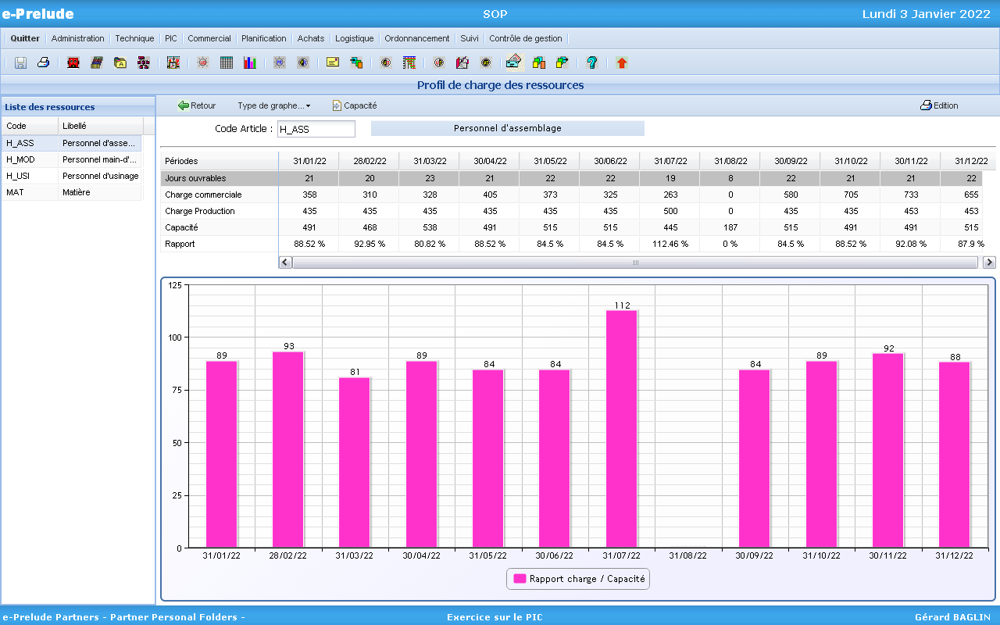 e-Prelude SOP Lundi 3 Janvier 2022
Quitter Administration Technique PIC Commercial Planification Achats Logistique Ordonnancement Suivi Contrôle de gestion
Profil de charge des ressources
Liste des ressources
Retour Type de graphe... Capacité Edition
Code Libellé
H_ASS Personnel d'asse...
H_MOD Personnel main-d'...
H_USI Personnel d'usinage
MAT Matière
Code Article : H_ASS Personnel d'assemblage
Périodes 31/01/22 28/02/22 31/03/22 30/04/22 31/05/22 30/06/22 31/07/22 31/08/22 30/09/22 31/10/22 30/11/22 31/12/22
Jours ouvrables 21 20 23 21 22 22 19 8 22 21 21 22
Charge commerciale 358 310 328 405 373 325 263 0 580 705 733 655
Charge Production 435 435 435 435 435 435 500 0 435 435 453 453
Capacité 491 468 538 491 515 515 445 187 515 491 491 515
Rapport 88.52 % 92.95 % 80.82 % 88.52 % 84.5 % 84.5 % 112.46 % 0 % 84.5 % 88.52 % 92.08 % 87.9 %
125
100
75
50
25
0
89 93 81 89 84 84 112 84 89 92 88
31/01/22 28/02/22 31/03/22 30/04/22 31/05/22 30/06/22 31/07/22 31/08/22 30/09/22 31/10/22 30/11/22 31/12/22
Rapport charge / Capacité
e-Prelude Partners - Partner Personal Folders - Exercice sur le PIC Gérard BAGLIN